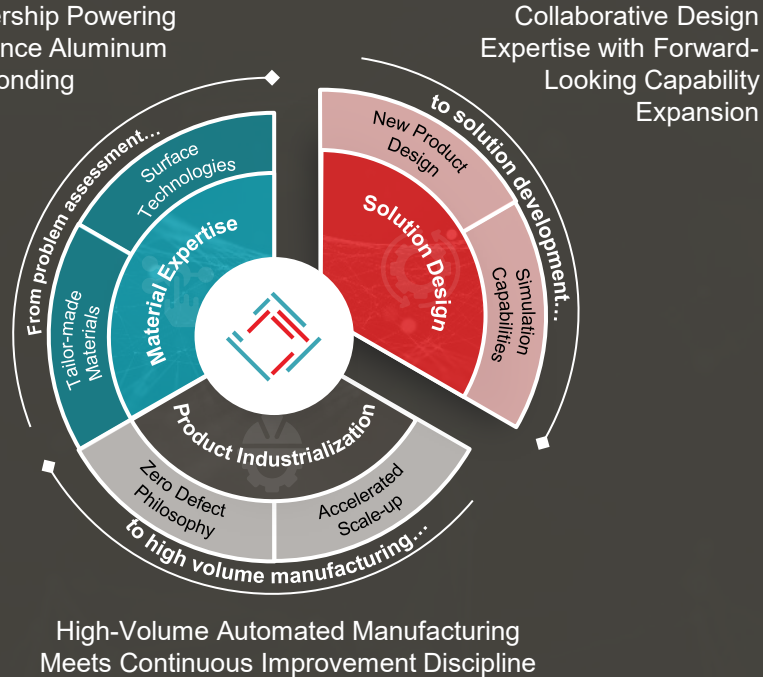 ership Powering
nce Aluminum
onding
Collaborative Design
Expertise with Forward-
Looking Capability
Expansion
From problem assessment...
to solution development...
Surface
Technologies
Tailor-made
Materials
Material Expertise
New Product
Design
Simulation
Capabilities
Solution Design
Product Industrialization
Zero Defect
Philosophy
Accelerated
Scale-up
to high volume manufacturing...
High-Volume Automated Manufacturing
Meets Continuous Improvement Discipline